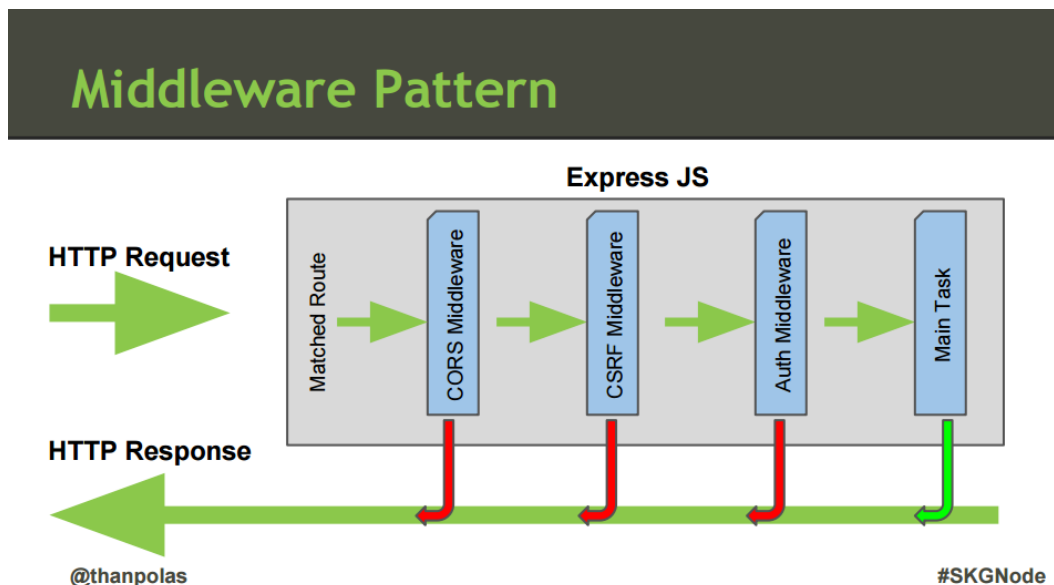 Middleware Pattern
Express JS
HTTP Request
Matched Route
CORS Middleware
CSRF Middleware
Auth Middleware
Main Task
HTTP Response
@thanpolas
#SKGNode